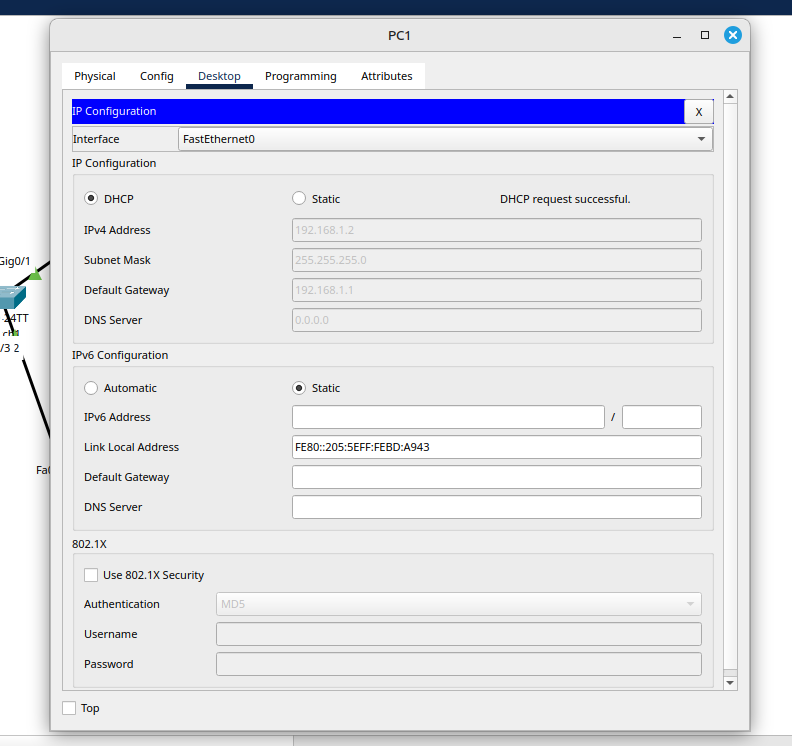 PC1
Physical Config Desktop Programming Attributes
IP Configuration X
Interface FastEthernet0
IP Configuration
DHCP Static DHCP request successful.
IPv4 Address 192.168.1.2
Subnet Mask 255.255.255.0
Default Gateway 192.168.1.1
DNS Server 0.0.0.0
IPv6 Configuration
Automatic Static
IPv6 Address /
Link Local Address FE80::205:5EFF:FEBD:A943
Default Gateway
DNS Server
802.1X
Use 802.1X Security
Authentication MD5
Username
Password
Top
Gig0/1
-24TT
/3 2